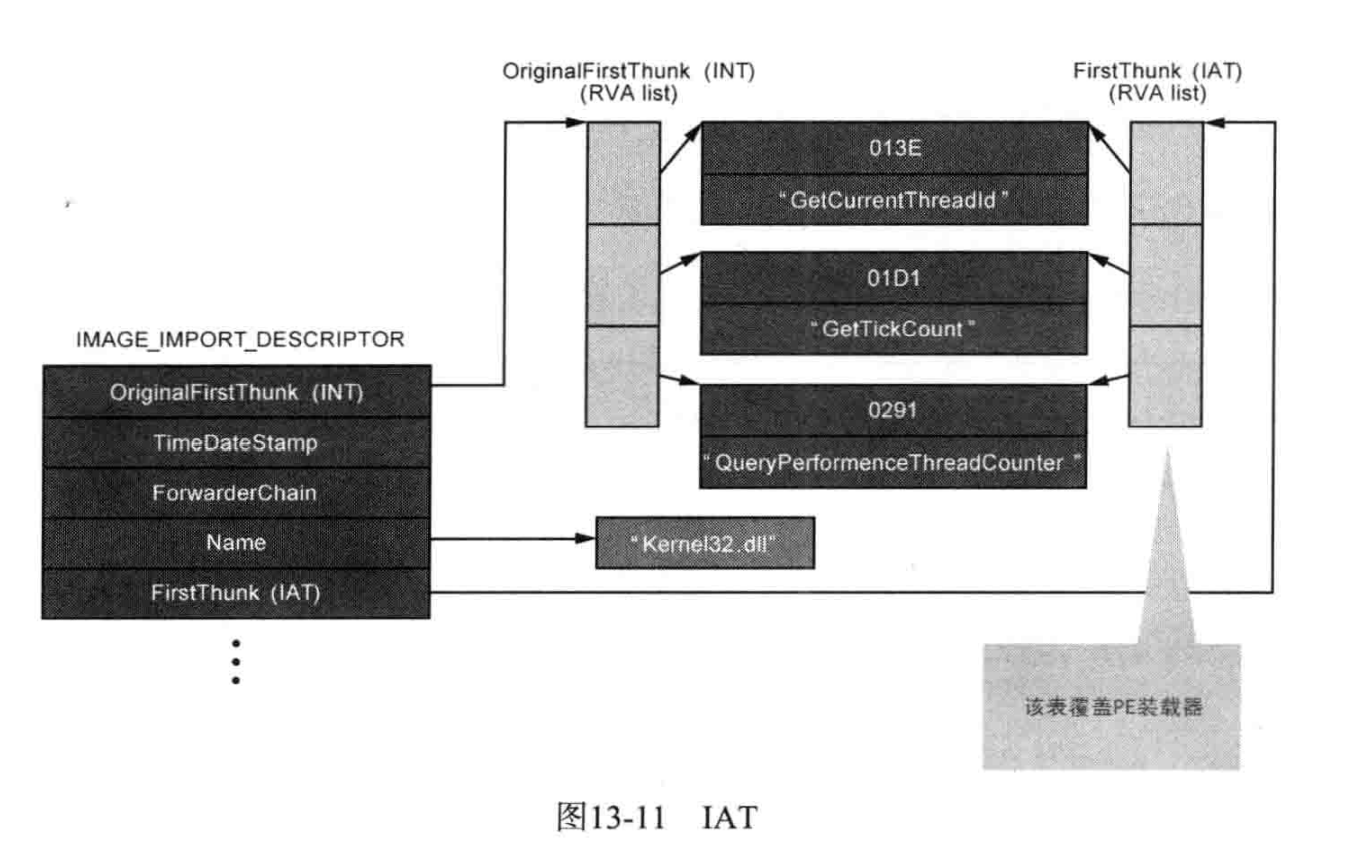 OriginalFirstThunk (INT)
(RVA list)
FirstThunk (IAT)
(RVA list)
013E
“GetCurrentThreadId”
01D1
“GetTickCount”
0291
“QueryPerformenceThreadCounter”
IMAGE_IMPORT_DESCRIPTOR
OriginalFirstThunk (INT)
TimeDateStamp
ForwarderChain
Name
FirstThunk (IAT)
“Kernel32.dll”
该表覆盖PE装载器
图13-11 IAT